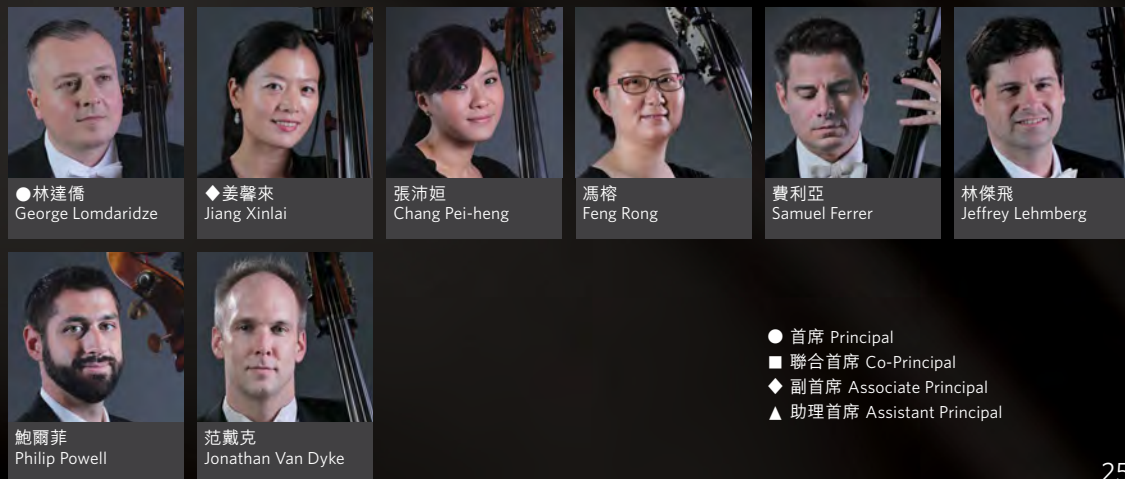 ●林達僑
George Lomdaridze
◆姜馨來
Jiang Xinlai
張沛姮
Chang Pei-heng
馮榕
Feng Rong
費利亞
Samuel Ferrer
林傑飛
Jeffrey Lehmberg
鮑爾菲
Philip Powell
范戴克
Jonathan Van Dyke
● 首席 Principal
■ 聯合首席 Co-Principal
◆ 副首席 Associate Principal
▲ 助理首席 Assistant Principal
25